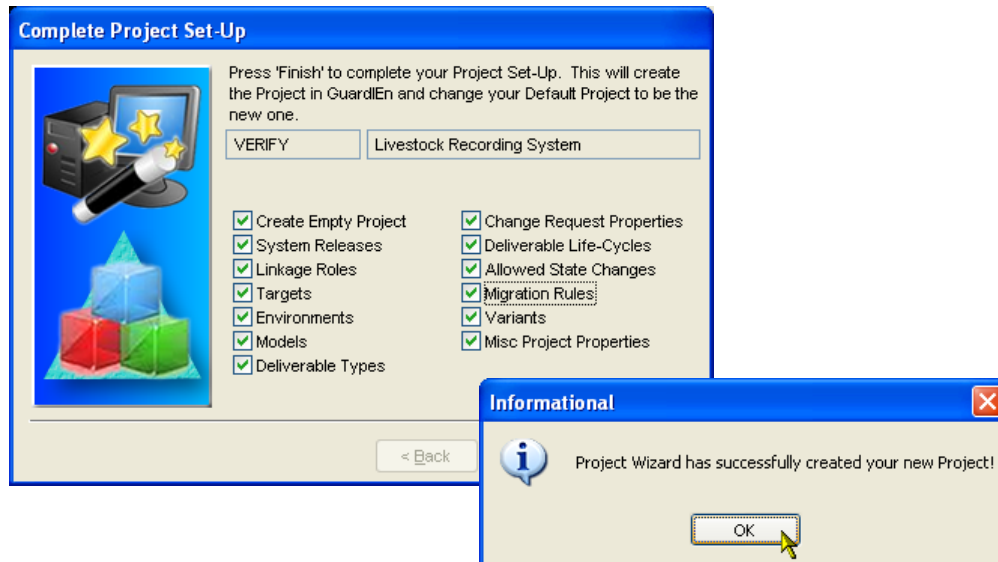 Complete Project Set-Up
Press 'Finish' to complete your Project Set-Up. This will create
the Project in GuardIEn and change your Default Project to be the
new one.
VERIFY
Livestock Recording System
Create Empty Project
System Releases
Linkage Roles
Targets
Environments
Models
Deliverable Types
Change Request Properties
Deliverable Life-Cycles
Allowed State Changes
Migration Rules
Variants
Misc Project Properties
< Back
Informational
Project Wizard has successfully created your new Project!
OK